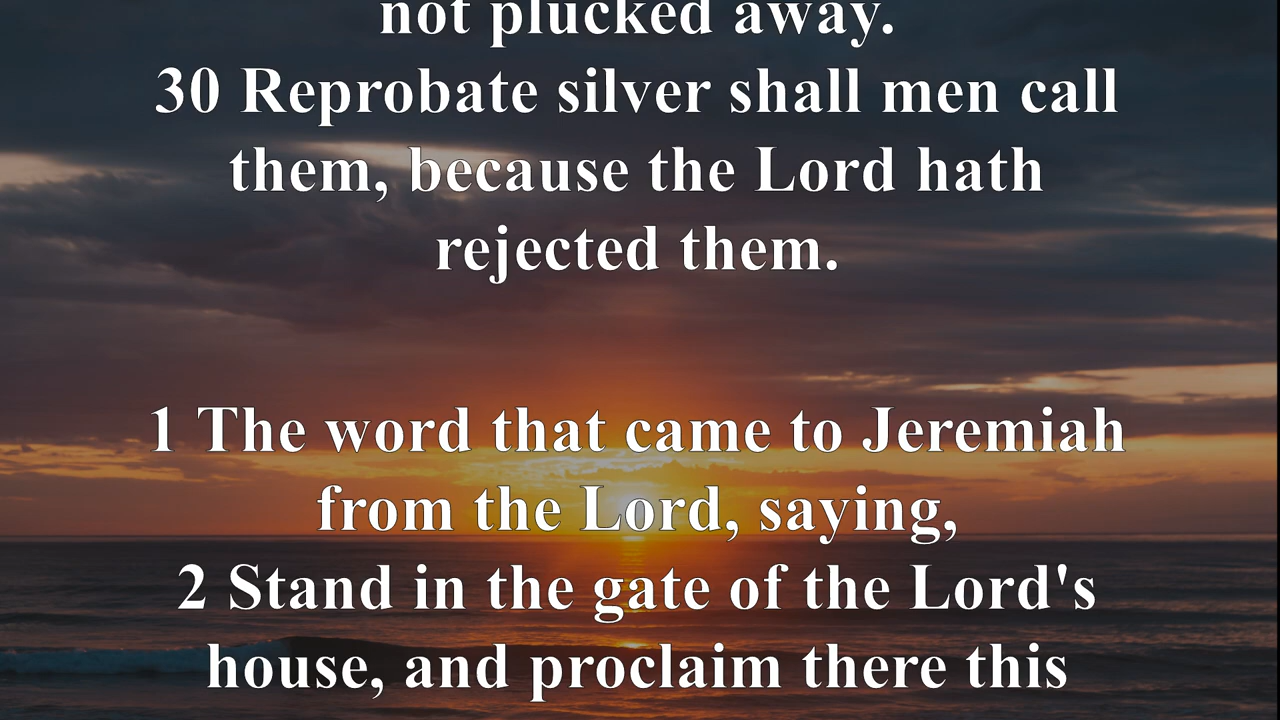 not plucked away.
30 Reprobate silver shall men call
them, because the Lord hath
rejected them.
1 The word that came to Jeremiah
from the Lord, saying,
2 Stand in the gate of the Lord's
house, and proclaim there this